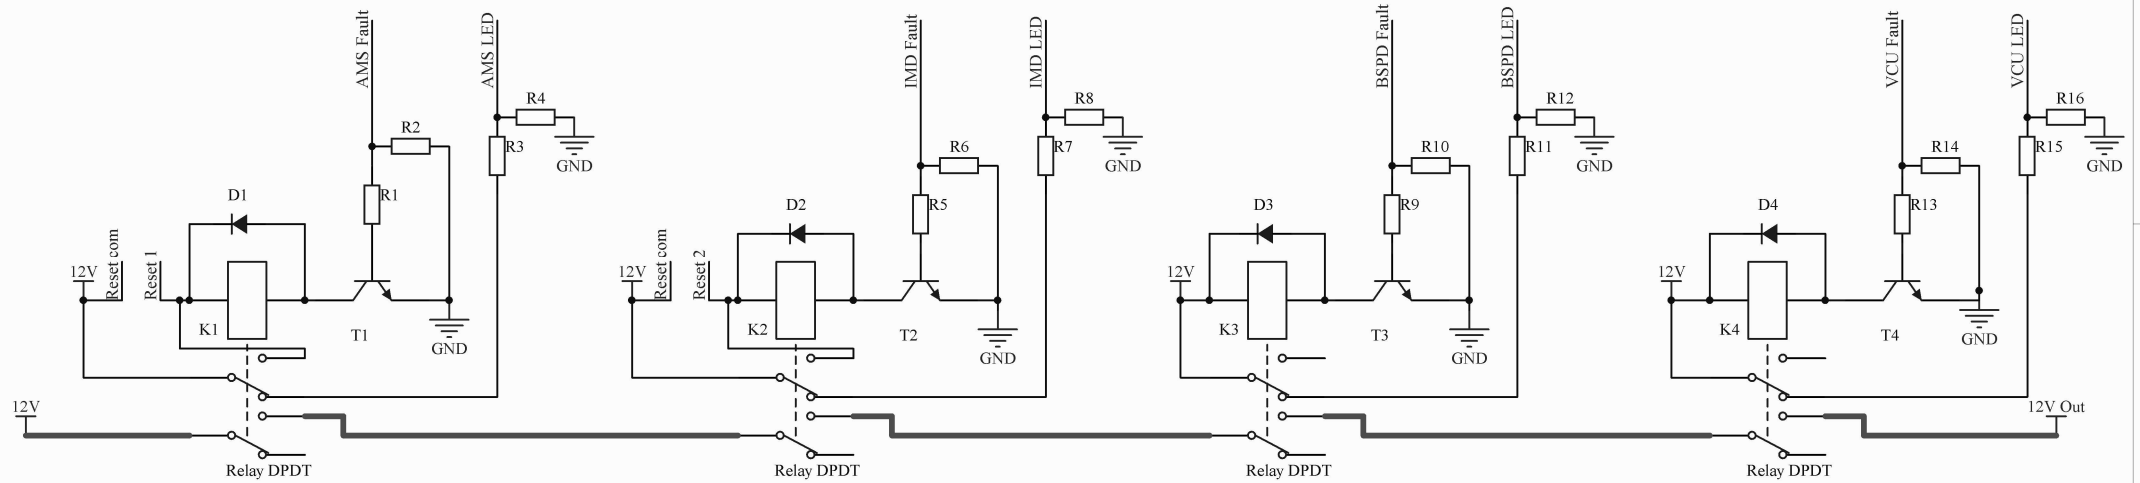 AMS Fault
AMS LED
R4
R2
GND
R3
R1
D1
12V
Reset com
Reset 1
K1
T1
GND
12V
Relay DPDT
IMD Fault
IMD LED
R8
R6
GND
R7
R5
D2
12V
Reset com
Reset 2
K2
T2
GND
Relay DPDT
BSPD Fault
BSPD LED
R12
R10
GND
R11
R9
D3
12V
K3
T3
GND
Relay DPDT
VCU Fault
VCU LED
R16
R14
GND
R15
R13
D4
12V
K4
T4
GND
12V Out
Relay DPDT